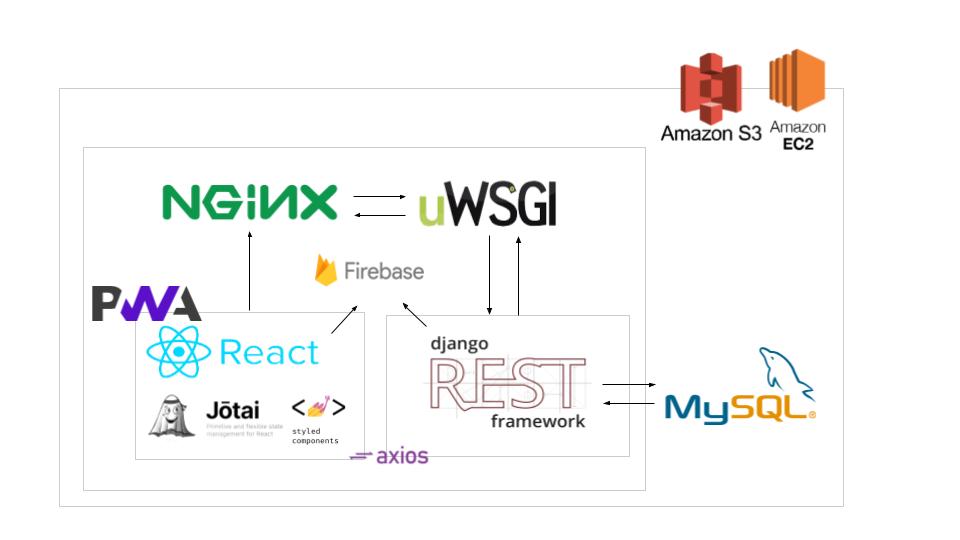 Amazon S3
Amazon
EC2
NGiNX
uWSGI
Firebase
PWA
React
django
REST
framework
Jōtai
Primitive and flexible state
management for React
< >
styled
components
MySQL®
axios